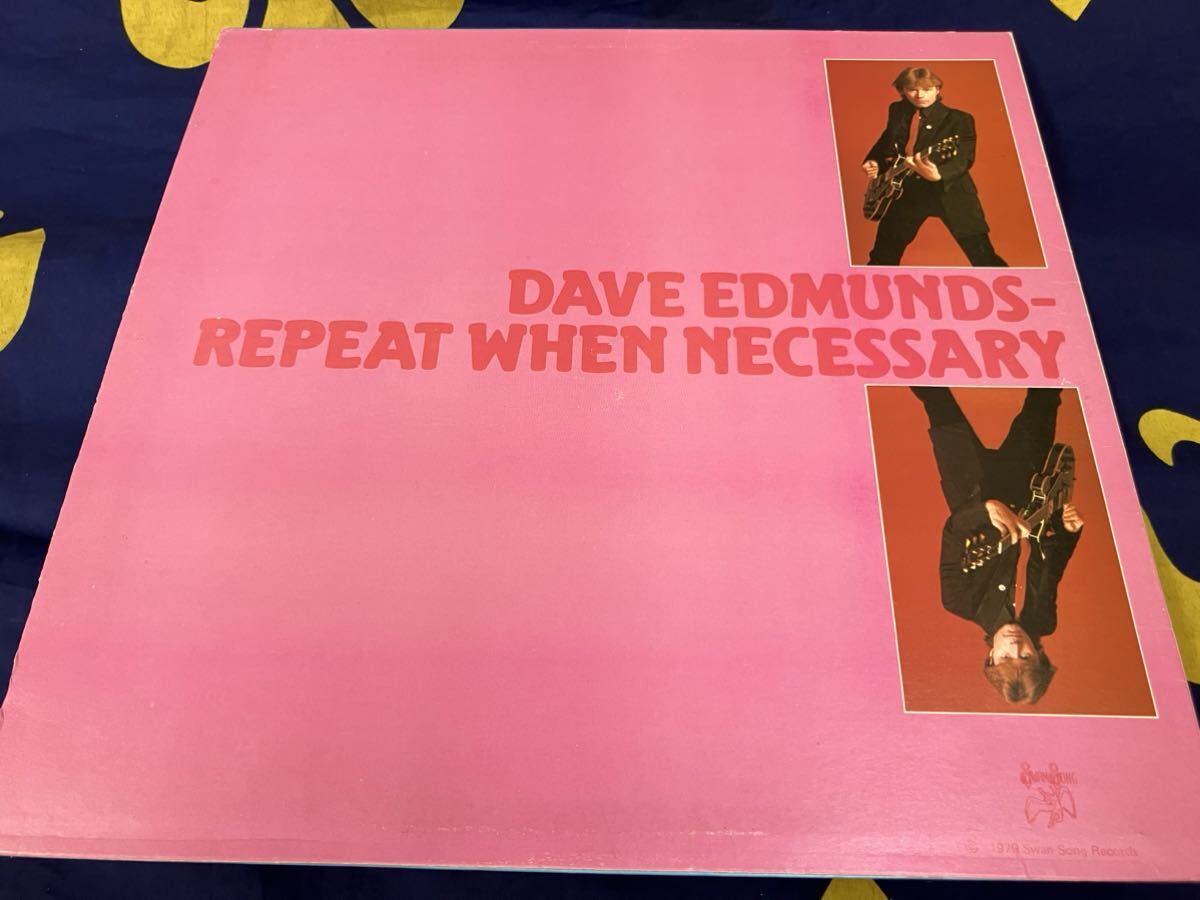 DAVE EDMUNDS-
REPEAT WHEN NECESSARY
SWAN SONG
© 1979 Swan Song Records